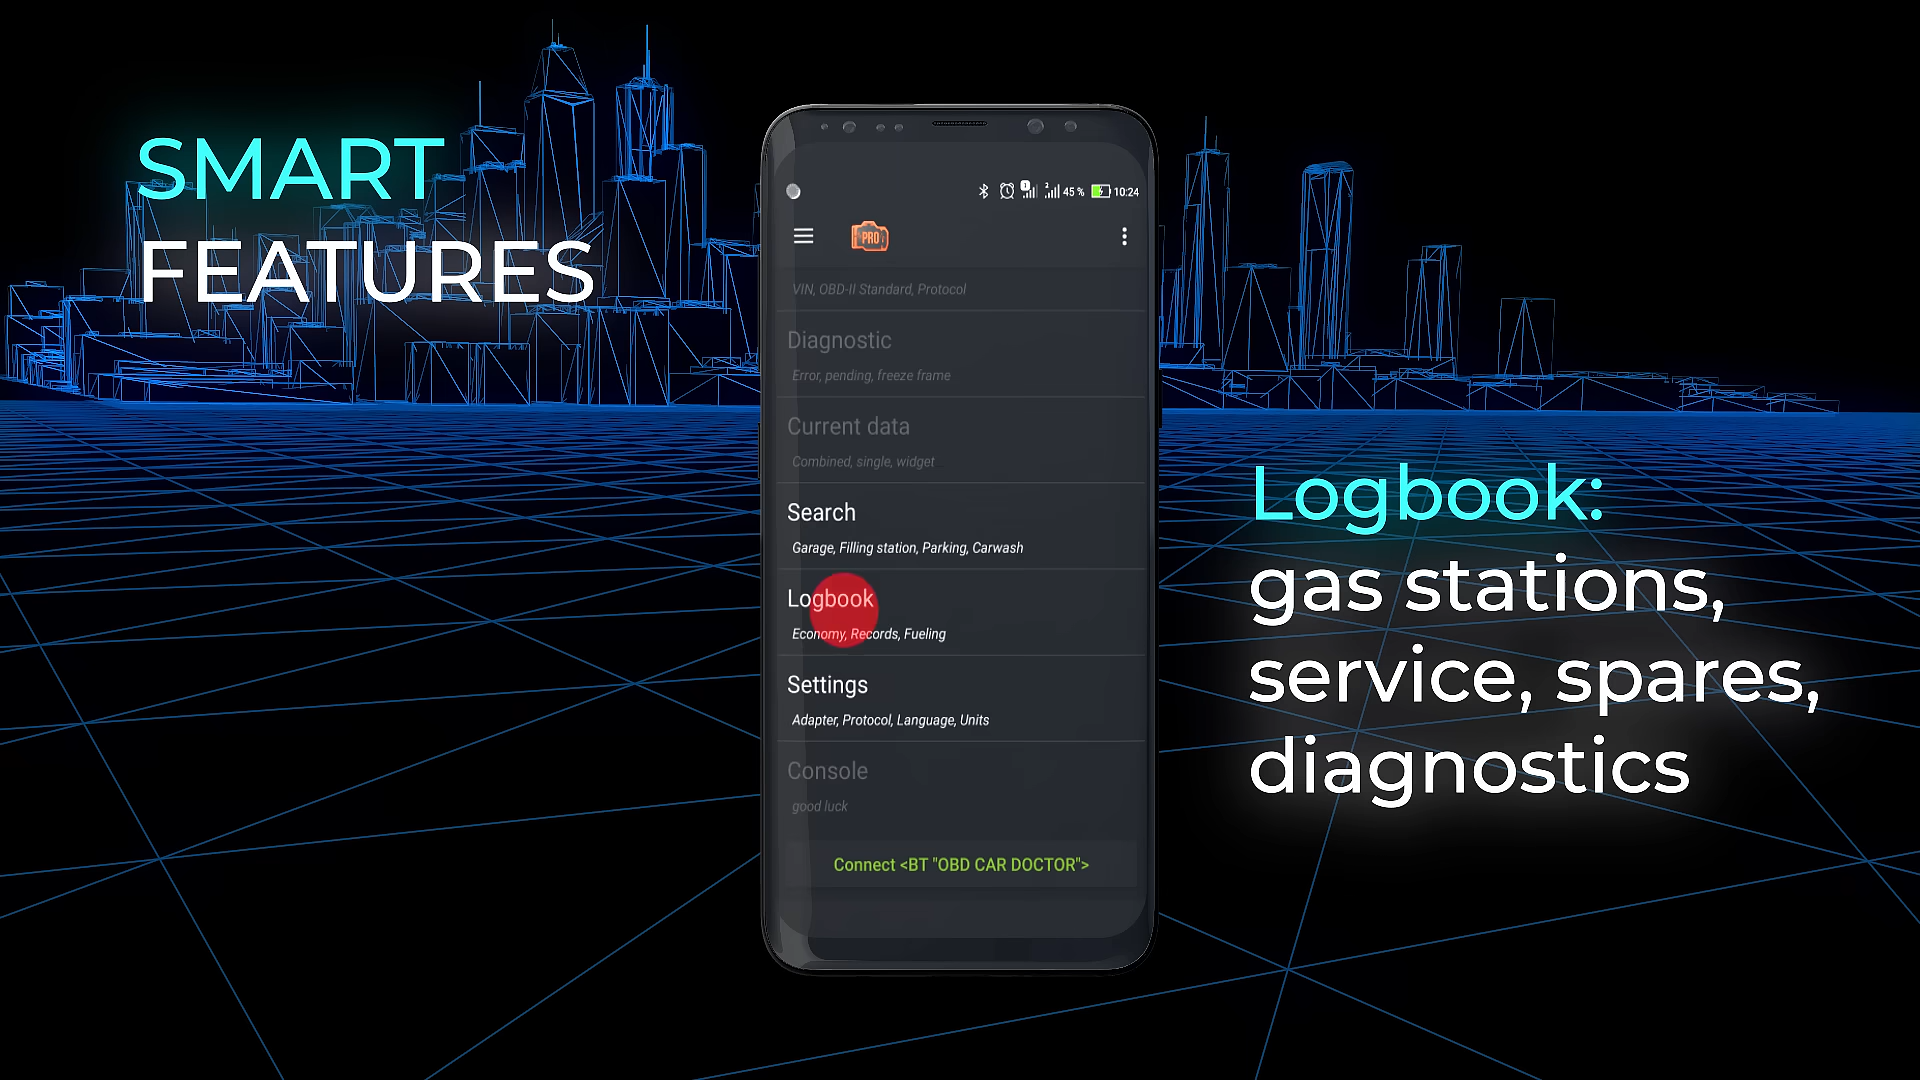 SMART
FEATURES
45 % 10:24
PRO
VIN, OBD-II Standard, Protocol
Diagnostic
Error, pending, freeze frame
Current data
Combined, single, widget
Search
Garage, Filling station, Parking, Carwash
Logbook
Economy, Records, Fueling
Settings
Adapter, Protocol, Language, Units
Console
good luck
Connect <BT "OBD CAR DOCTOR">
Logbook:
gas stations,
service, spares,
diagnostics